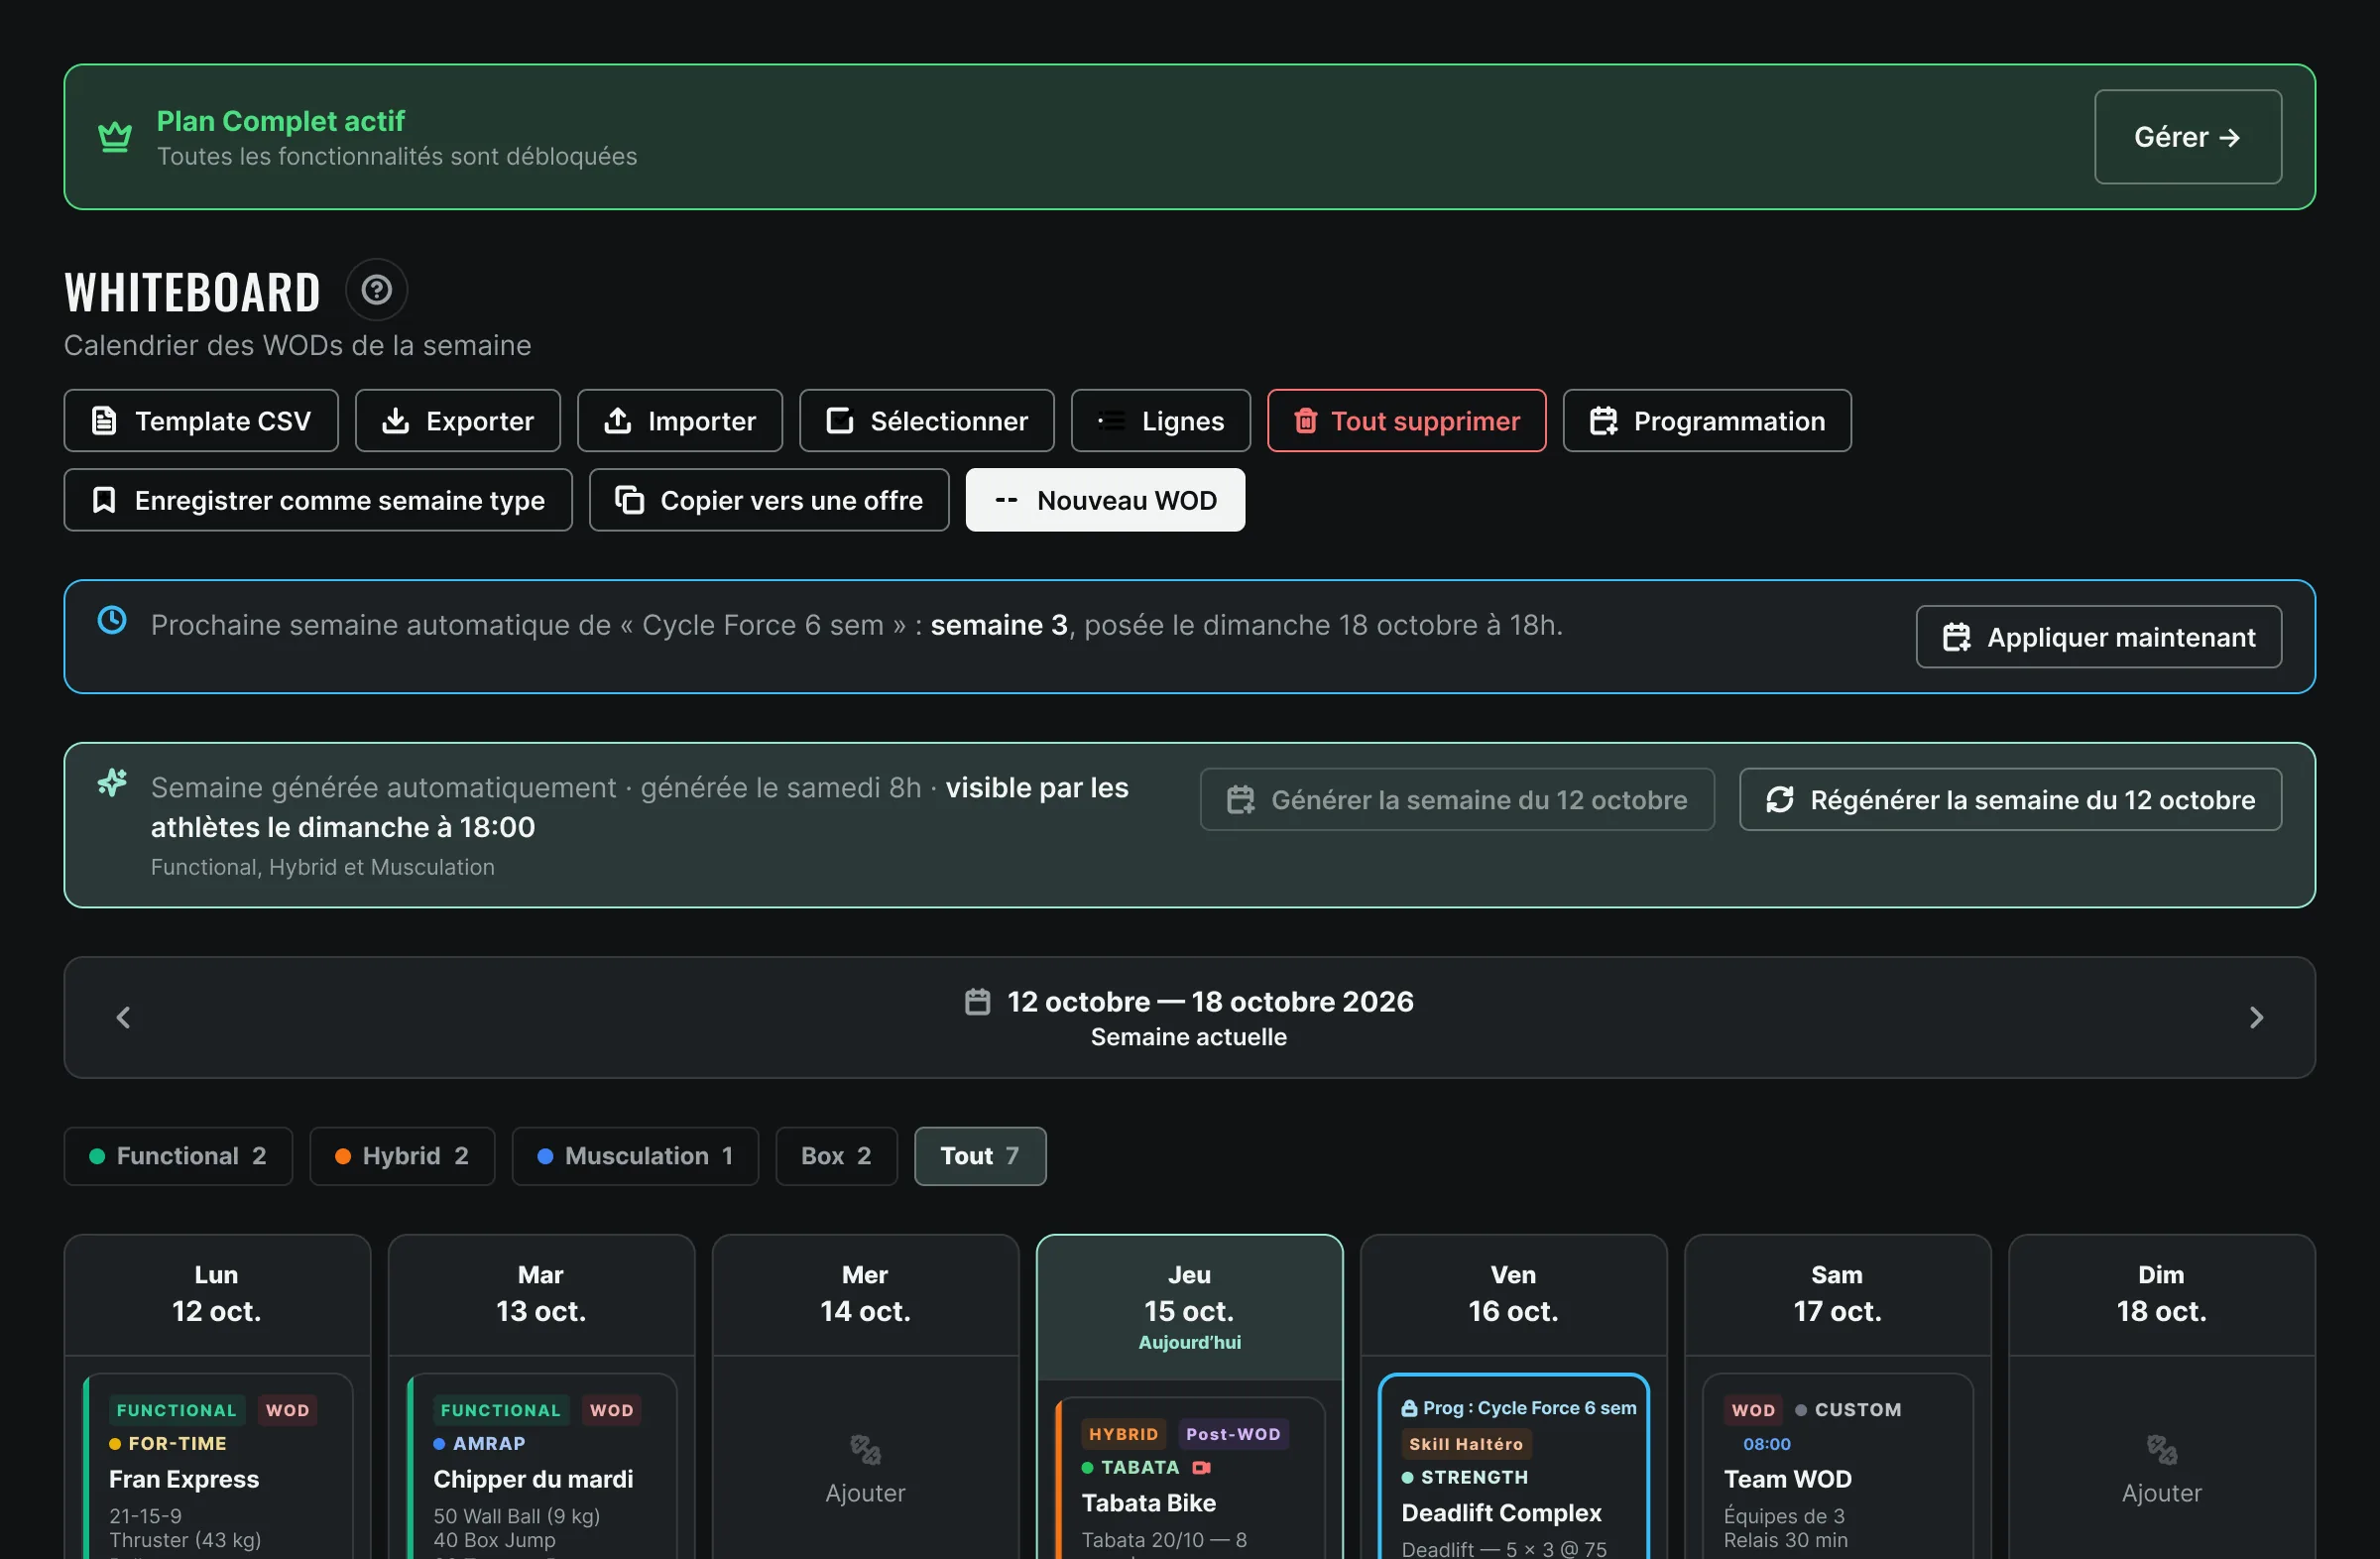 Plan Complet actif
Toutes les fonctionnalités sont débloquées
Gérer →
WHITEBOARD
Calendrier des WODs de la semaine
Template CSV
Exporter
Importer
Sélectionner
Lignes
Tout supprimer
Programmation
Enregistrer comme semaine type
Copier vers une offre
Nouveau WOD
Prochaine semaine automatique de « Cycle Force 6 sem » : semaine 3, posée le dimanche 18 octobre à 18h.
Appliquer maintenant
Semaine générée automatiquement · générée le samedi 8h · visible par les
athlètes le dimanche à 18:00
Functional, Hybrid et Musculation
Générer la semaine du 12 octobre
Régénérer la semaine du 12 octobre
12 octobre — 18 octobre 2026
Semaine actuelle
Functional 2
Hybrid 2
Musculation 1
Box 2
Tout 7
Lun
12 oct.
FUNCTIONAL WOD
FOR-TIME
Fran Express
21-15-9
Thruster (43 kg)
Mar
13 oct.
FUNCTIONAL WOD
AMRAP
Chipper du mardi
50 Wall Ball (9 kg)
40 Box Jump
Mer
14 oct.
Ajouter
Jeu
15 oct.
Aujourd’hui
HYBRID Post-WOD
TABATA
Tabata Bike
Tabata 20/10 — 8
Ven
16 oct.
Prog : Cycle Force 6 sem
Skill Haltéro
STRENGTH
Deadlift Complex
Deadlift — 5 × 3 @ 75
Sam
17 oct.
WOD CUSTOM
08:00
Team WOD
Équipes de 3
Relais 30 min
Dim
18 oct.
Ajouter